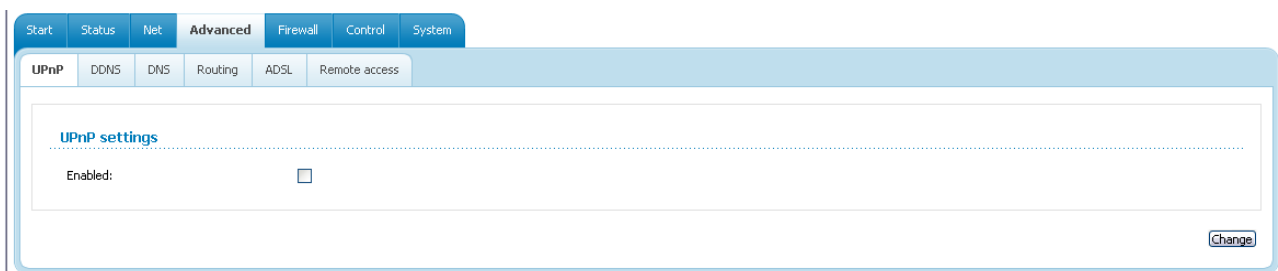 Start Status Net Advanced Firewall Control System
UPnP DDNS DNS Routing ADSL Remote access
UPnP settings
Enabled:
Change